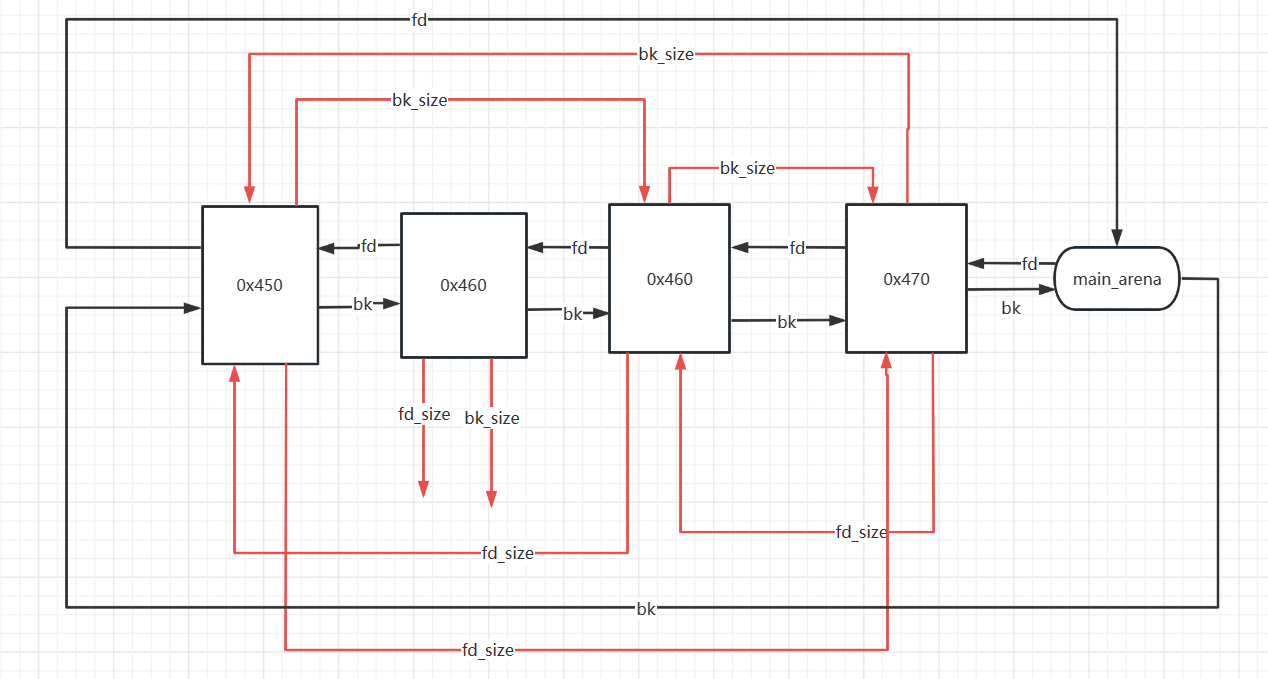 fd
bk_size
bk_size
bk_size
fd
fd
fd
fd
0x450
0x460
0x460
0x470
main_arena
bk
bk
bk
bk
fd_size
bk_size
fd_size
fd_size
bk
fd_size